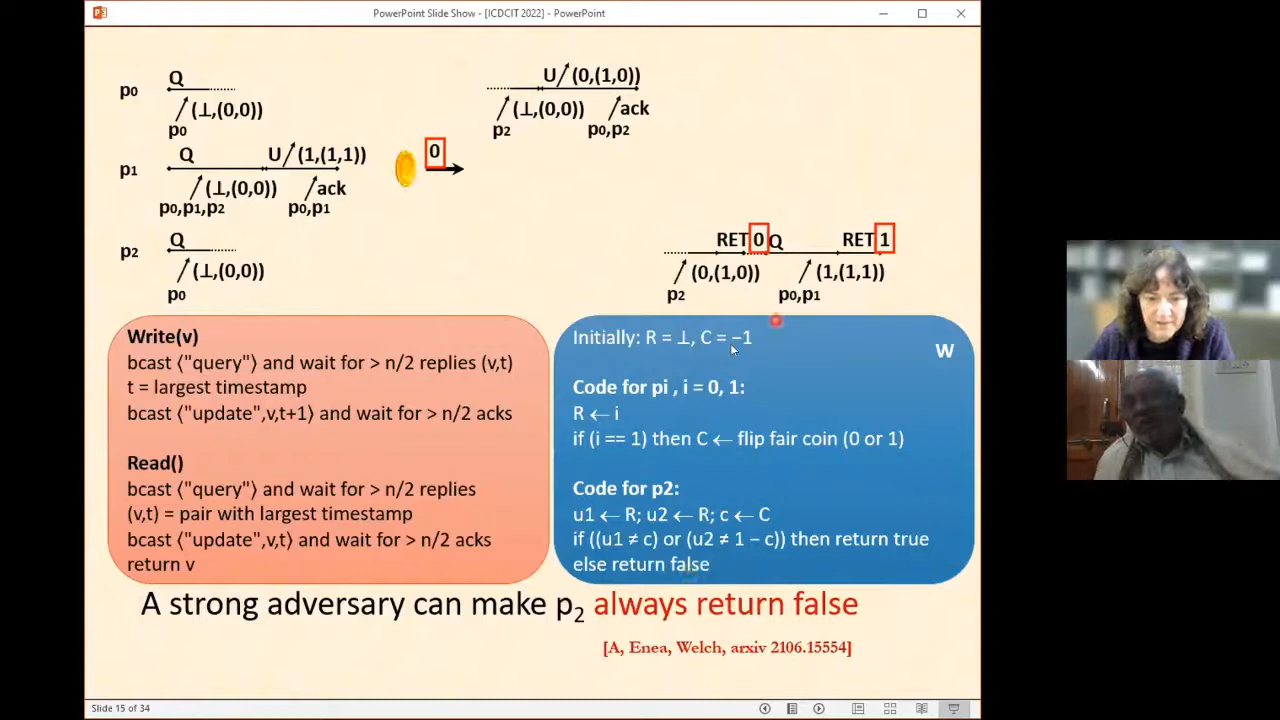 PowerPoint Slide Show - [ICDCIT 2022] - PowerPoint
p0 Q U (0,(1,0))
(⊥,(0,0)) (⊥,(0,0)) ack
p0 p2 p0,p2
p1 Q U (1,(1,1)) 0
(⊥,(0,0)) ack
p0,p1,p2 p0,p1
p2 Q RET 0 Q RET 1
(⊥,(0,0)) (0,(1,0)) (1,(1,1))
p0 p2 p0,p1
Write(v)
bcast ⟨"query"⟩ and wait for > n/2 replies (v,t)
t = largest timestamp
bcast ⟨"update",v,t+1⟩ and wait for > n/2 acks
Read()
bcast ⟨"query"⟩ and wait for > n/2 replies
(v,t) = pair with largest timestamp
bcast ⟨"update",v,t⟩ and wait for > n/2 acks
return v
Initially: R = ⊥, C = −1
W
Code for pi , i = 0, 1:
R ← i
if (i == 1) then C ← flip fair coin (0 or 1)
Code for p2:
u1 ← R; u2 ← R; c ← C
if ((u1 ≠ c) or (u2 ≠ 1 − c)) then return true
else return false
A strong adversary can make p2 always return false
[A, Enea, Welch, arxiv 2106.15554]
Slide 15 of 34